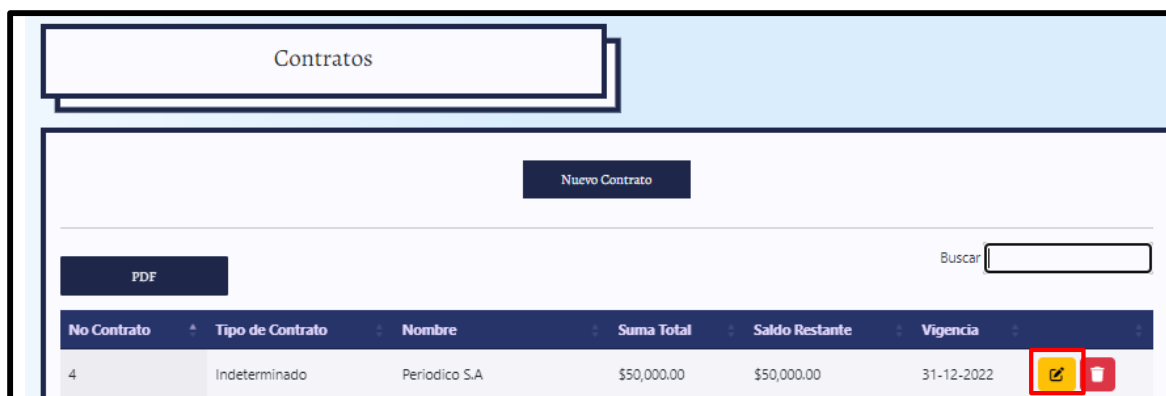 Contratos
Nuevo Contrato
Buscar
PDF
No Contrato Tipo de Contrato Nombre Suma Total Saldo Restante Vigencia
4 Indeterminado Periodico S.A $50,000.00 $50,000.00 31-12-2022